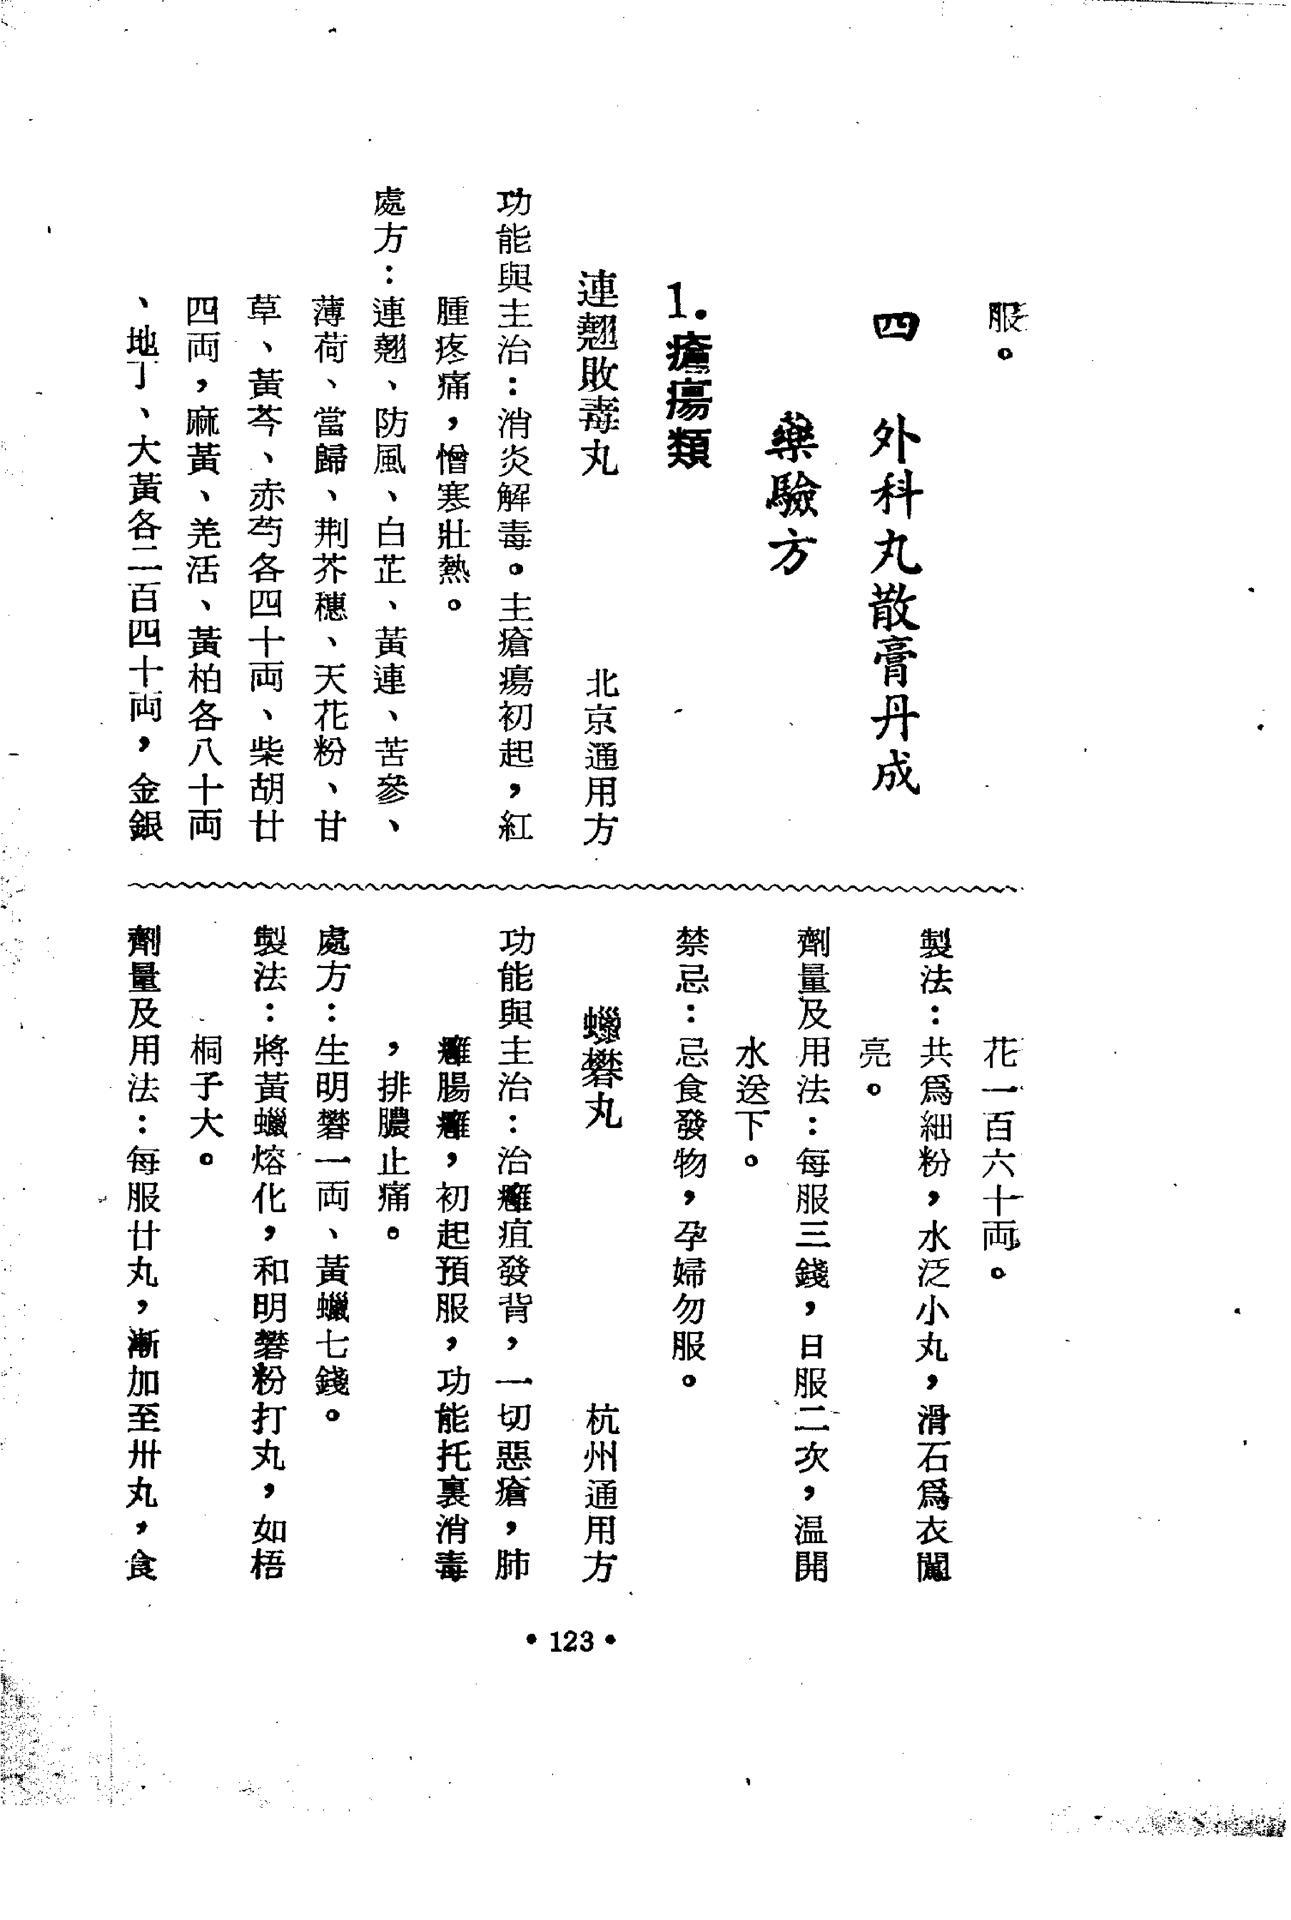 服。
四　外科丸散膏丹成
藥驗方
1.瘡瘍類
連翹敗毒丸　北京通用方
功能與主治：消炎解毒。主瘡瘍初起，紅
腫疼痛，憎寒壯熱。
處方：連翹、防風、白芷、黃連、苦參、
薄荷、當歸、荆芥穗、天花粉、甘
草、黃芩、赤芍各四十両、柴胡廿
四両，麻黃、羌活、黃柏各八十両
、地丁、大黃各二百四十両，金銀
花一百六十両。
製法：共爲細粉，水泛小丸，滑石爲衣闖
亮。
劑量及用法：每服三錢，日服二次，温開
水送下。
禁忌：忌食發物，孕婦勿服。
蠟礬丸　杭州通用方
功能與主治：治癰疽發背，一切惡瘡，肺
癰腸癰，初起預服，功能托裏消毒
，排膿止痛。
處方：生明礬一両、黃蠟七錢。
製法：將黃蠟熔化，和明礬粉打丸，如梧
桐子大。
劑量及用法：每服廿丸，漸加至卅丸，食
•123•